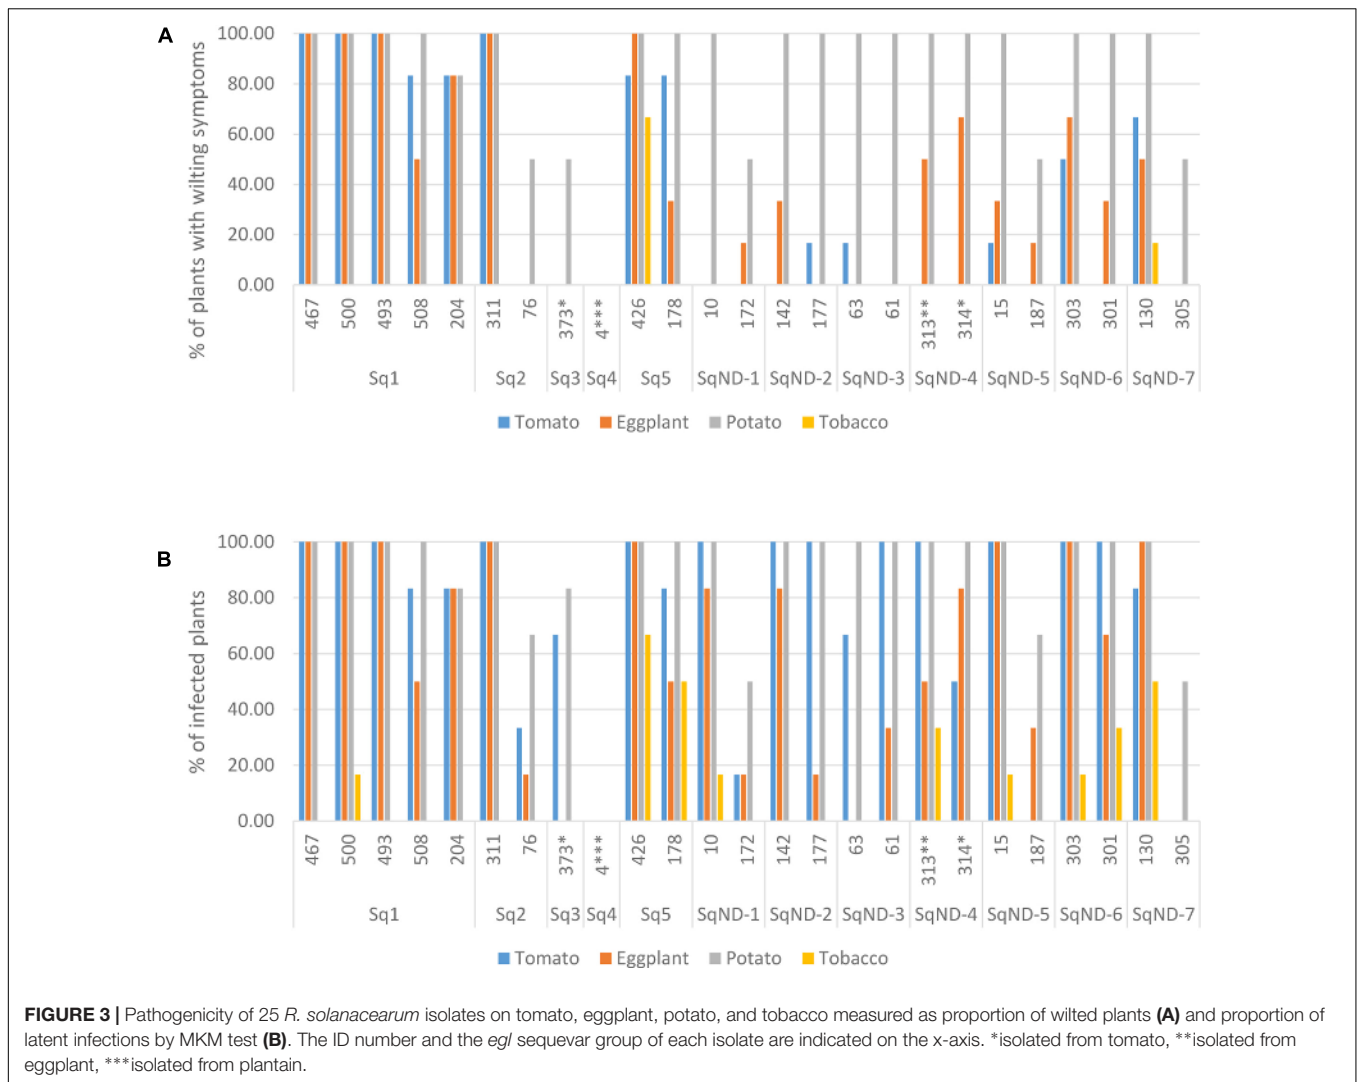 A
% of plants with wilting symptoms
100.00
80.00
60.00
40.00
20.00
0.00
467 500 493 508 204 311 76 373* 4*** 426 178 10 172 142 177 63 61 313** 314* 15 187 303 301 130 305
Sq1 Sq2 Sq3 Sq4 Sq5 SqND-1 SqND-2 SqND-3 SqND-4 SqND-5 SqND-6 SqND-7
Tomato Eggplant Potato Tobacco
B
% of infected plants
100.00
80.00
60.00
40.00
20.00
0.00
467 500 493 508 204 311 76 373* 4*** 426 178 10 172 142 177 63 61 313** 314* 15 187 303 301 130 305
Sq1 Sq2 Sq3 Sq4 Sq5 SqND-1 SqND-2 SqND-3 SqND-4 SqND-5 SqND-6 SqND-7
Tomato Eggplant Potato Tobacco
FIGURE 3 | Pathogenicity of 25 R. solanacearum isolates on tomato, eggplant, potato, and tobacco measured as proportion of wilted plants (A) and proportion of
latent infections by MKM test (B). The ID number and the egl sequevar group of each isolate are indicated on the x-axis. *isolated from tomato, **isolated from
eggplant, ***isolated from plantain.